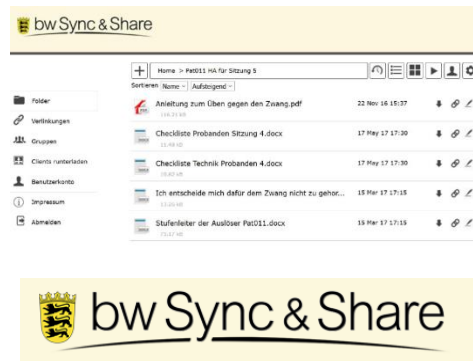 bw Sync & Share
Home > Pat011 HA für Sitzung 5
Sortieren Name Aufsteigend
Folder
Verlinkungen
Gruppen
Clients runterladen
Benutzerkonto
Impressum
Abmelden
Anleitung zum Üben gegen den Zwang.pdf 22 Nov 16 15:37
Checkliste Probanden Sitzung 4.docx 17 May 17 17:30
Checkliste Technik Probanden 4.docx 17 May 17 17:30
Ich entscheide mich dafür dem Zwang nicht zu gehor... 15 Mar 17 17:15
Stufenleiter der Auslöser Pat011.docx 15 Mar 17 17:15
bw Sync & Share